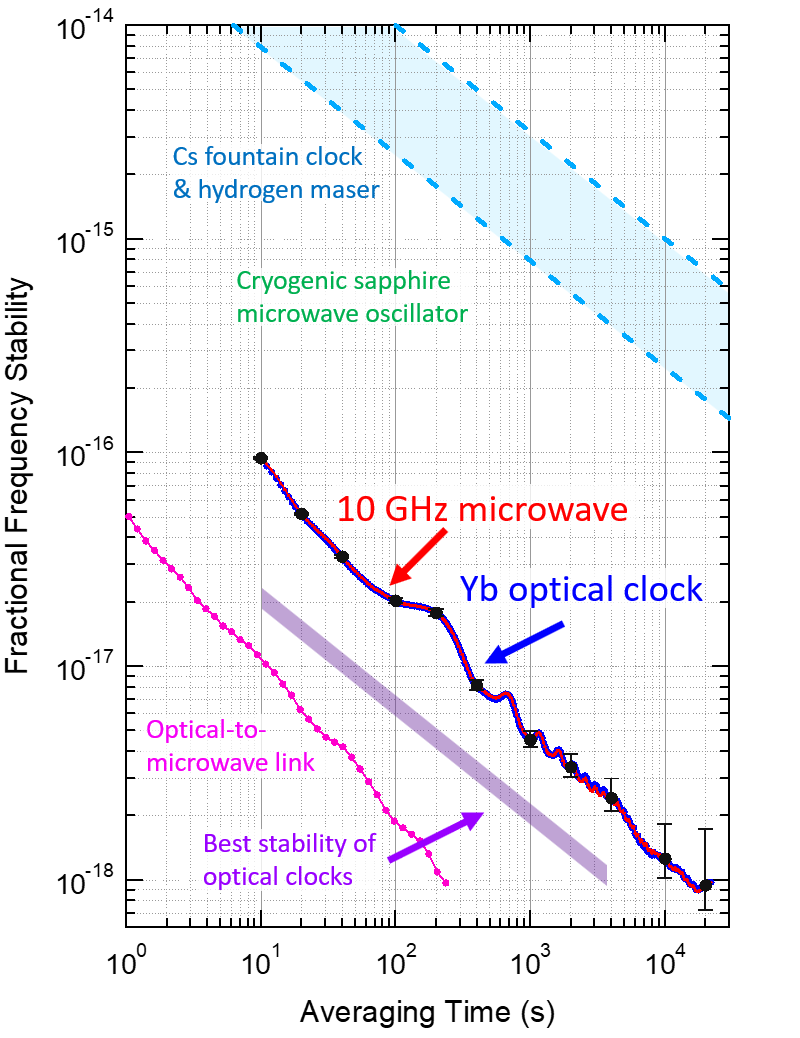 10-14
Cs fountain clock
& hydrogen maser
10-15
Cryogenic sapphire
microwave oscillator
10-16
10 GHz microwave
Yb optical clock
10-17
Optical-to-
microwave link
Best stability of
optical clocks
10-18
Fractional Frequency Stability
10⁰ 10¹ 10² 10³ 10⁴
Averaging Time (s)